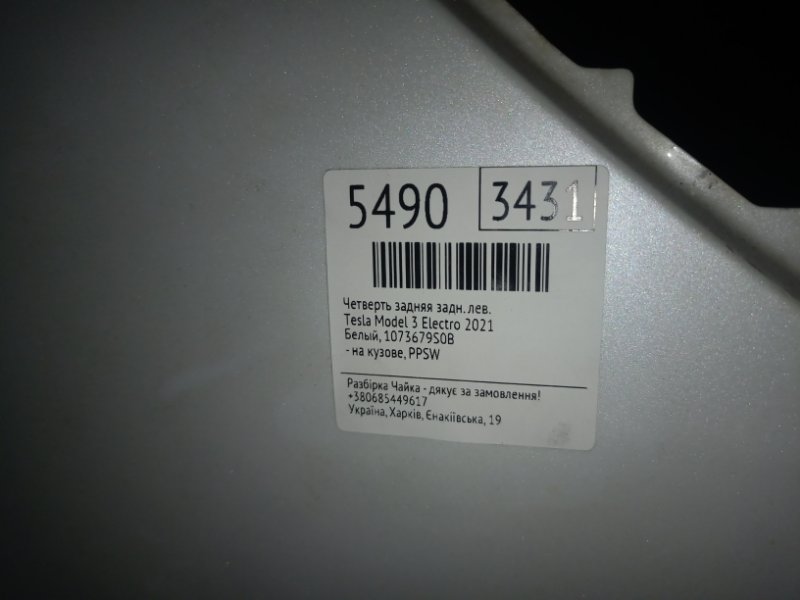 5490 3431
Четверть задняя задн. лев.
Tesla Model 3 Electro 2021
Белый, 1073679S0B
- на кузове, PPSW
Разбірка Чайка - дякує за замовлення!
+380685449617
Україна, Харків, Єнакіївська, 19